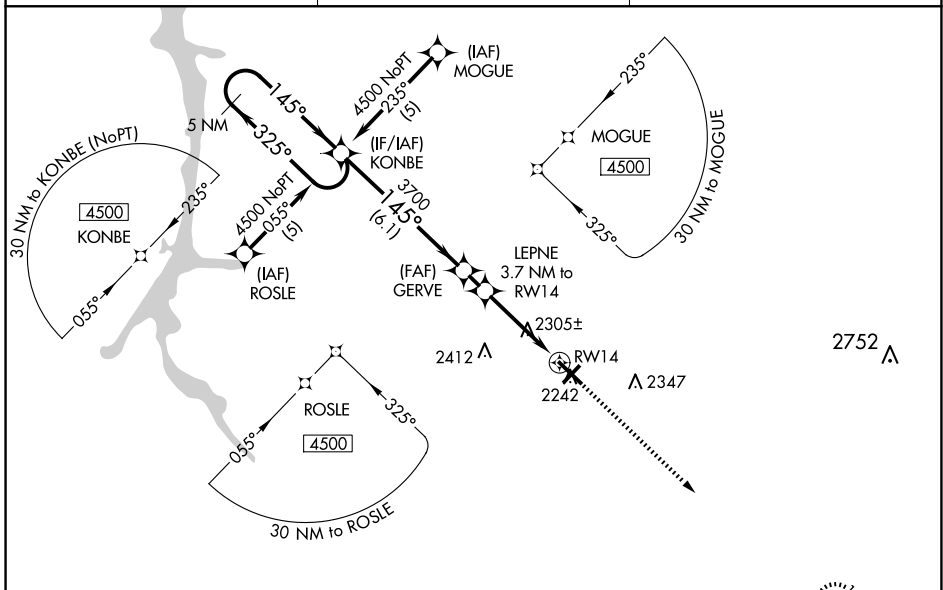 (IAF)
MOGUE
4500 NoPT
235°
(5)
145°
5 NM
325°
(IF/IAF)
KONBE
235°
MOGUE
4500
325°
30 NM to MOGUE
30 NM to KONBE (NoPT)
4500
KONBE
235°
055°
4500 NoPT
055°
(5)
(IAF)
ROSLE
3700
145°
(6.1)
(FAF)
GERVE
LEPNE
3.7 NM to
RW14
2305±
2412
RW14
2242
2347
2752
ROSLE
4500
055°
325°
30 NM to ROSLE